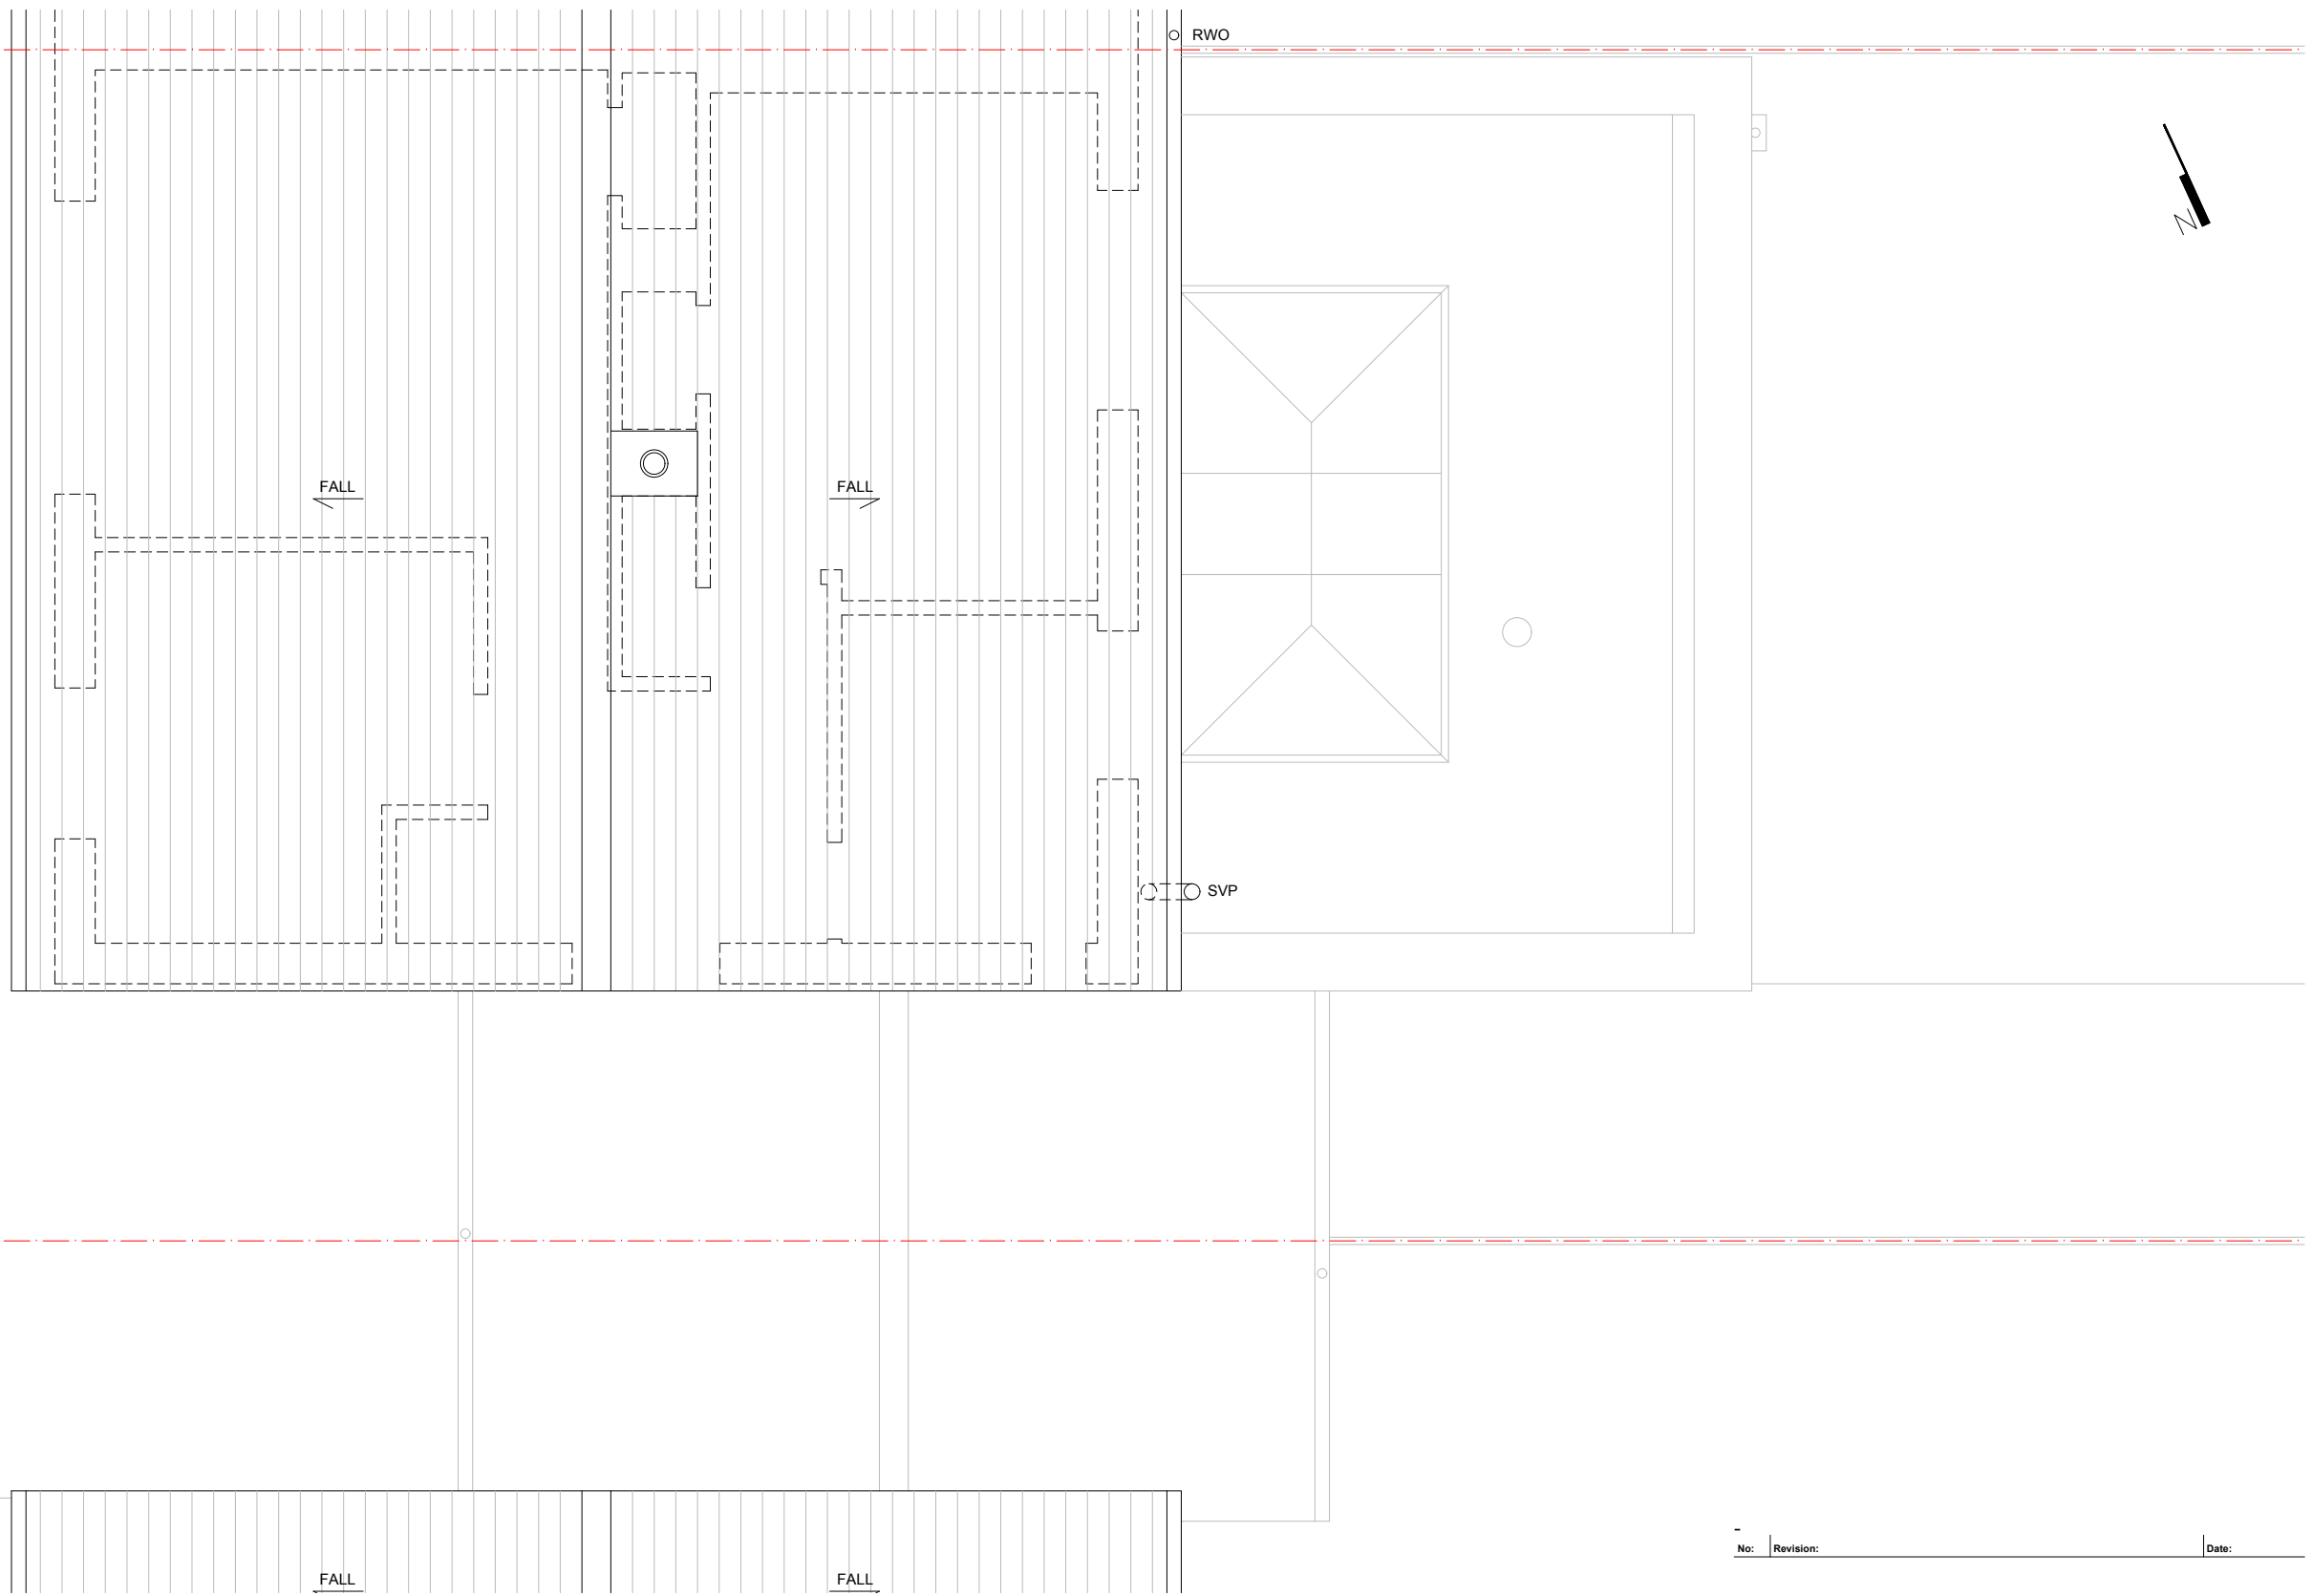 RWO
N
FALL
FALL
SVP
-
No: Revision: Date:
FALL
FALL